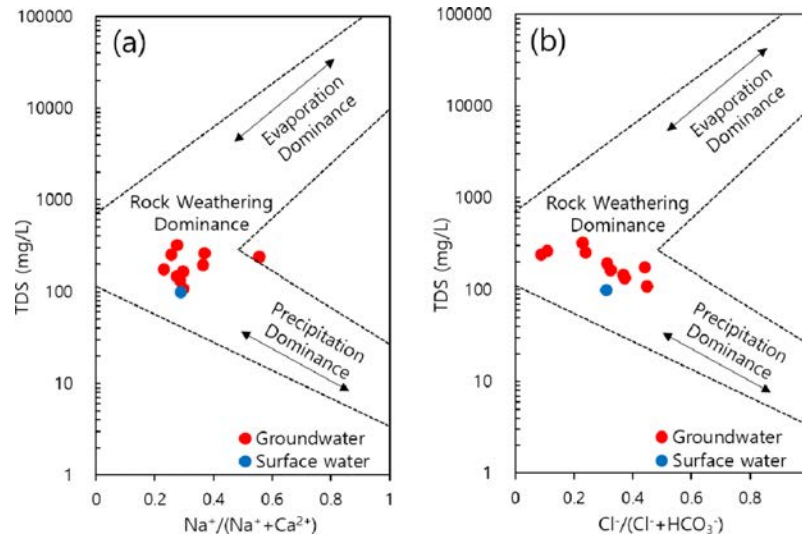 (a)
100000
10000
1000
100
10
1
TDS (mg/L)
Evaporation
Dominance
Rock Weathering
Dominance
Precipitation
Dominance
Groundwater
Surface water
0
0.2
0.4
0.6
0.8
1
Na⁺/(Na⁺+Ca²⁺)
(b)
100000
10000
1000
100
10
1
TDS (mg/L)
Evaporation
Dominance
Rock Weathering
Dominance
Precipitation
Dominance
Groundwater
Surface water
0
0.2
0.4
0.6
0.8
Cl⁻/(Cl⁻+HCO₃⁻)